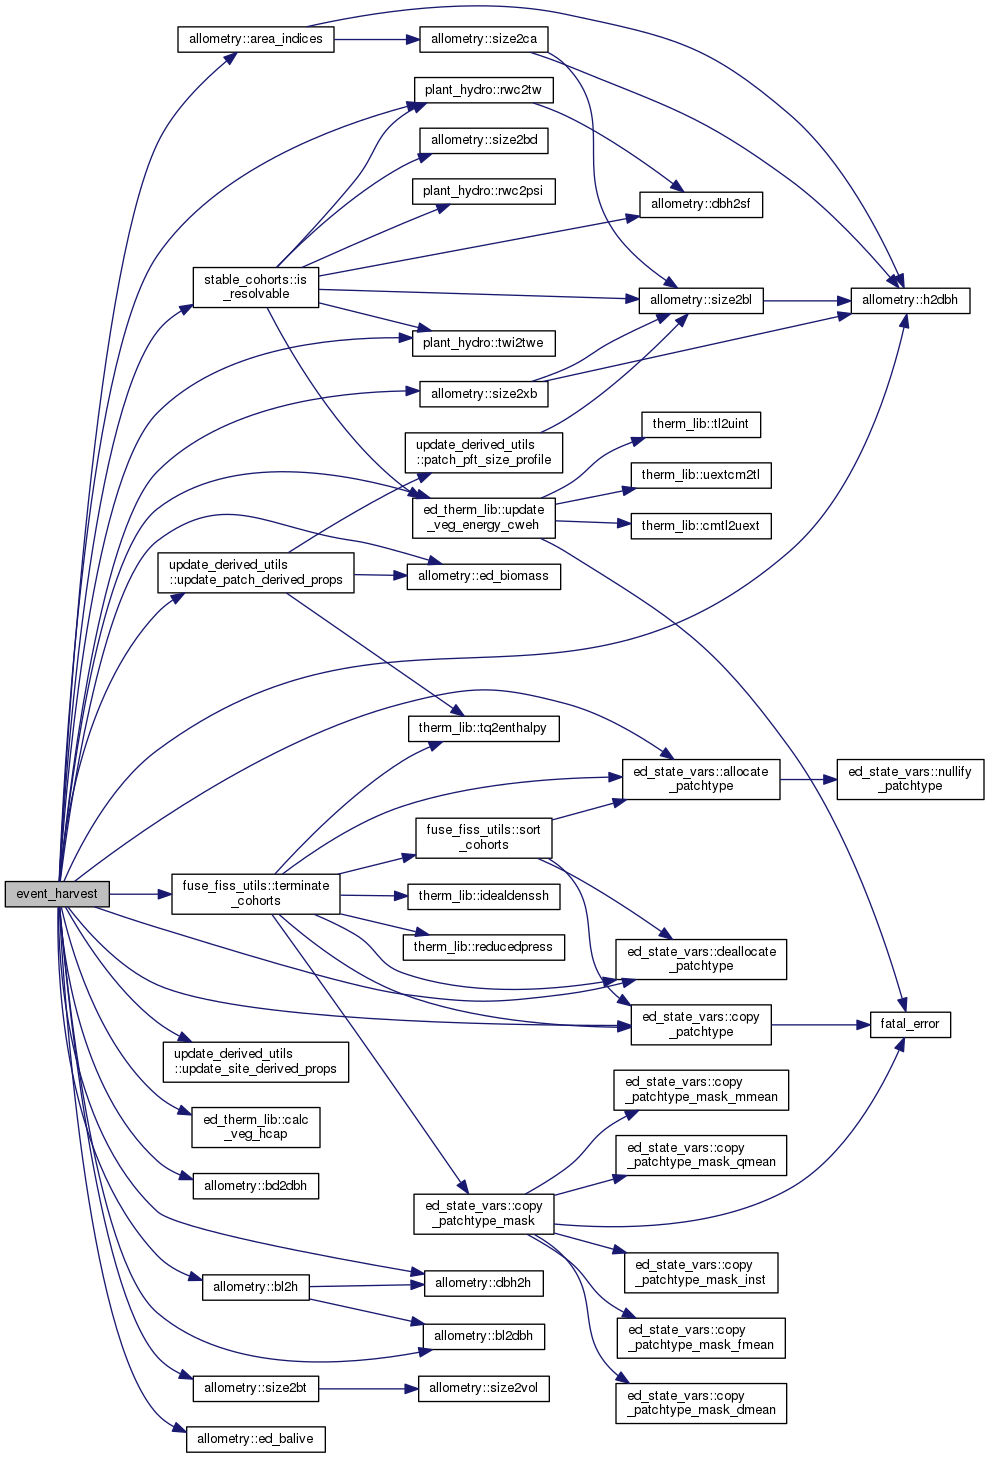 allometry::area_indices
allometry::size2ca
plant_hydro::rwc2tw
allometry::size2bd
plant_hydro::rwc2psi
allometry::dbh2sf
stable_cohorts::is
_resolvable
allometry::size2bl
allometry::h2dbh
plant_hydro::twi2twe
allometry::size2xb
update_derived_utils
::patch_pft_size_profile
therm_lib::tl2uint
therm_lib::uextcm2tl
ed_therm_lib::update
_veg_energy_cweh
therm_lib::cmtl2uext
update_derived_utils
::update_patch_derived_props
allometry::ed_biomass
therm_lib::tq2enthalpy
ed_state_vars::allocate
_patchtype
ed_state_vars::nullify
_patchtype
fuse_fiss_utils::sort
_cohorts
event_harvest
fuse_fiss_utils::terminate
_cohorts
therm_lib::idealdenssh
therm_lib::reducedpress
ed_state_vars::deallocate
_patchtype
ed_state_vars::copy
_patchtype
fatal_error
update_derived_utils
::update_site_derived_props
ed_therm_lib::calc
_veg_hcap
ed_state_vars::copy
_patchtype_mask_mmean
ed_state_vars::copy
_patchtype_mask_qmean
allometry::bd2dbh
ed_state_vars::copy
_patchtype_mask
ed_state_vars::copy
_patchtype_mask_inst
allometry::bl2h
allometry::dbh2h
allometry::bl2dbh
ed_state_vars::copy
_patchtype_mask_fmean
allometry::size2bt
allometry::size2vol
ed_state_vars::copy
_patchtype_mask_dmean
allometry::ed_balive